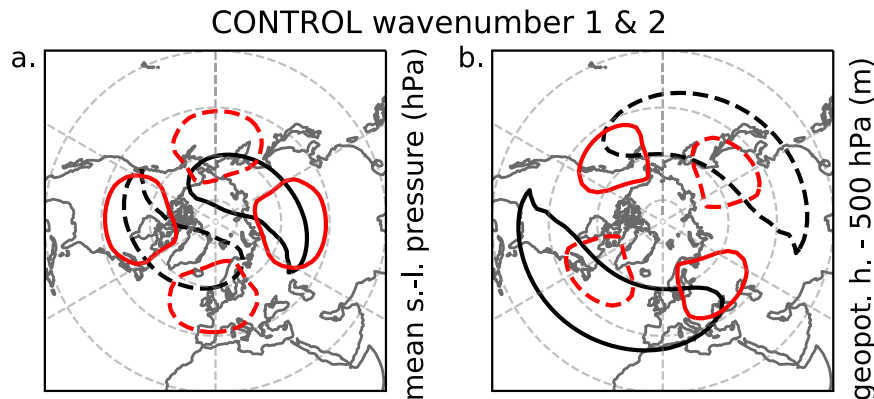 CONTROL wavenumber 1 & 2
a.
mean s.-l. pressure (hPa)
b.
geopot. h. - 500 hPa (m)